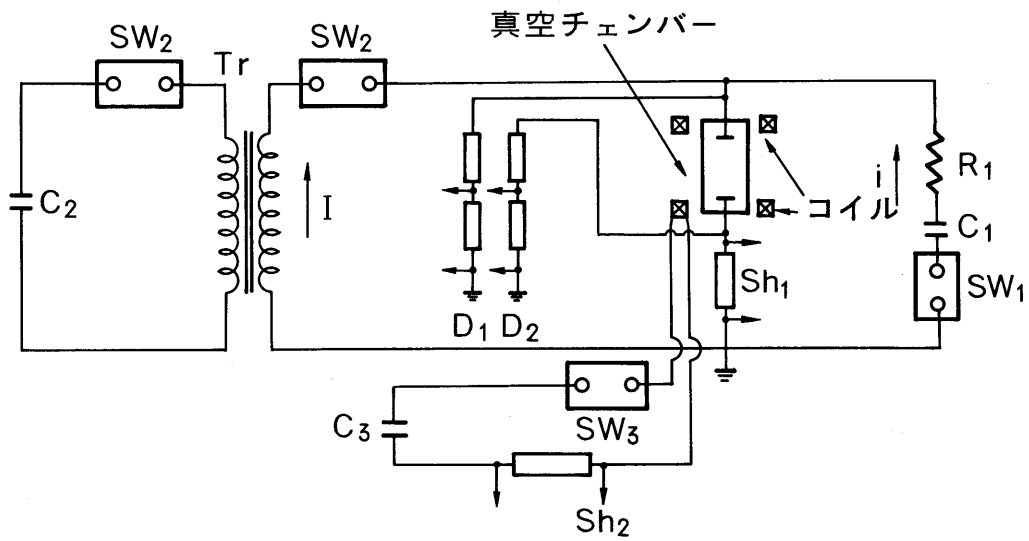 真空チェンバー
SW₂
SW₂
Tr
C₂
I
i
R₁
コイル
C₁
Sh₁
SW₁
D₁ D₂
C₃
SW₃
Sh₂